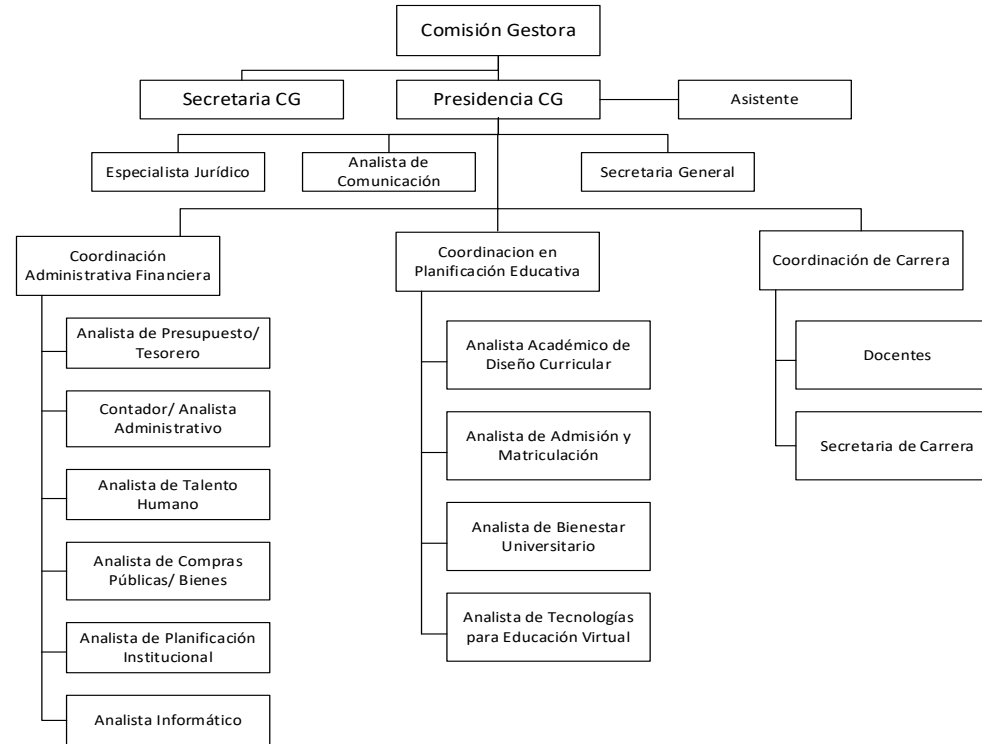 Comisión Gestora
Secretaria CG
Presidencia CG
Asistente
Especialista Jurídico
Analista de
Comunicación
Secretaria General
Coordinación
Administrativa Financiera
Coordinacion en
Planificación Educativa
Coordinación de Carrera
Analista de Presupuesto/
Tesorero
Contador/ Analista
Administrativo
Analista de Talento
Humano
Analista de Compras
Públicas/ Bienes
Analista de Planificación
Institucional
Analista Informático
Analista Académico de
Diseño Curricular
Analista de Admisión y
Matriculación
Analista de Bienestar
Universitario
Analista de Tecnologías
para Educación Virtual
Docentes
Secretaria de Carrera